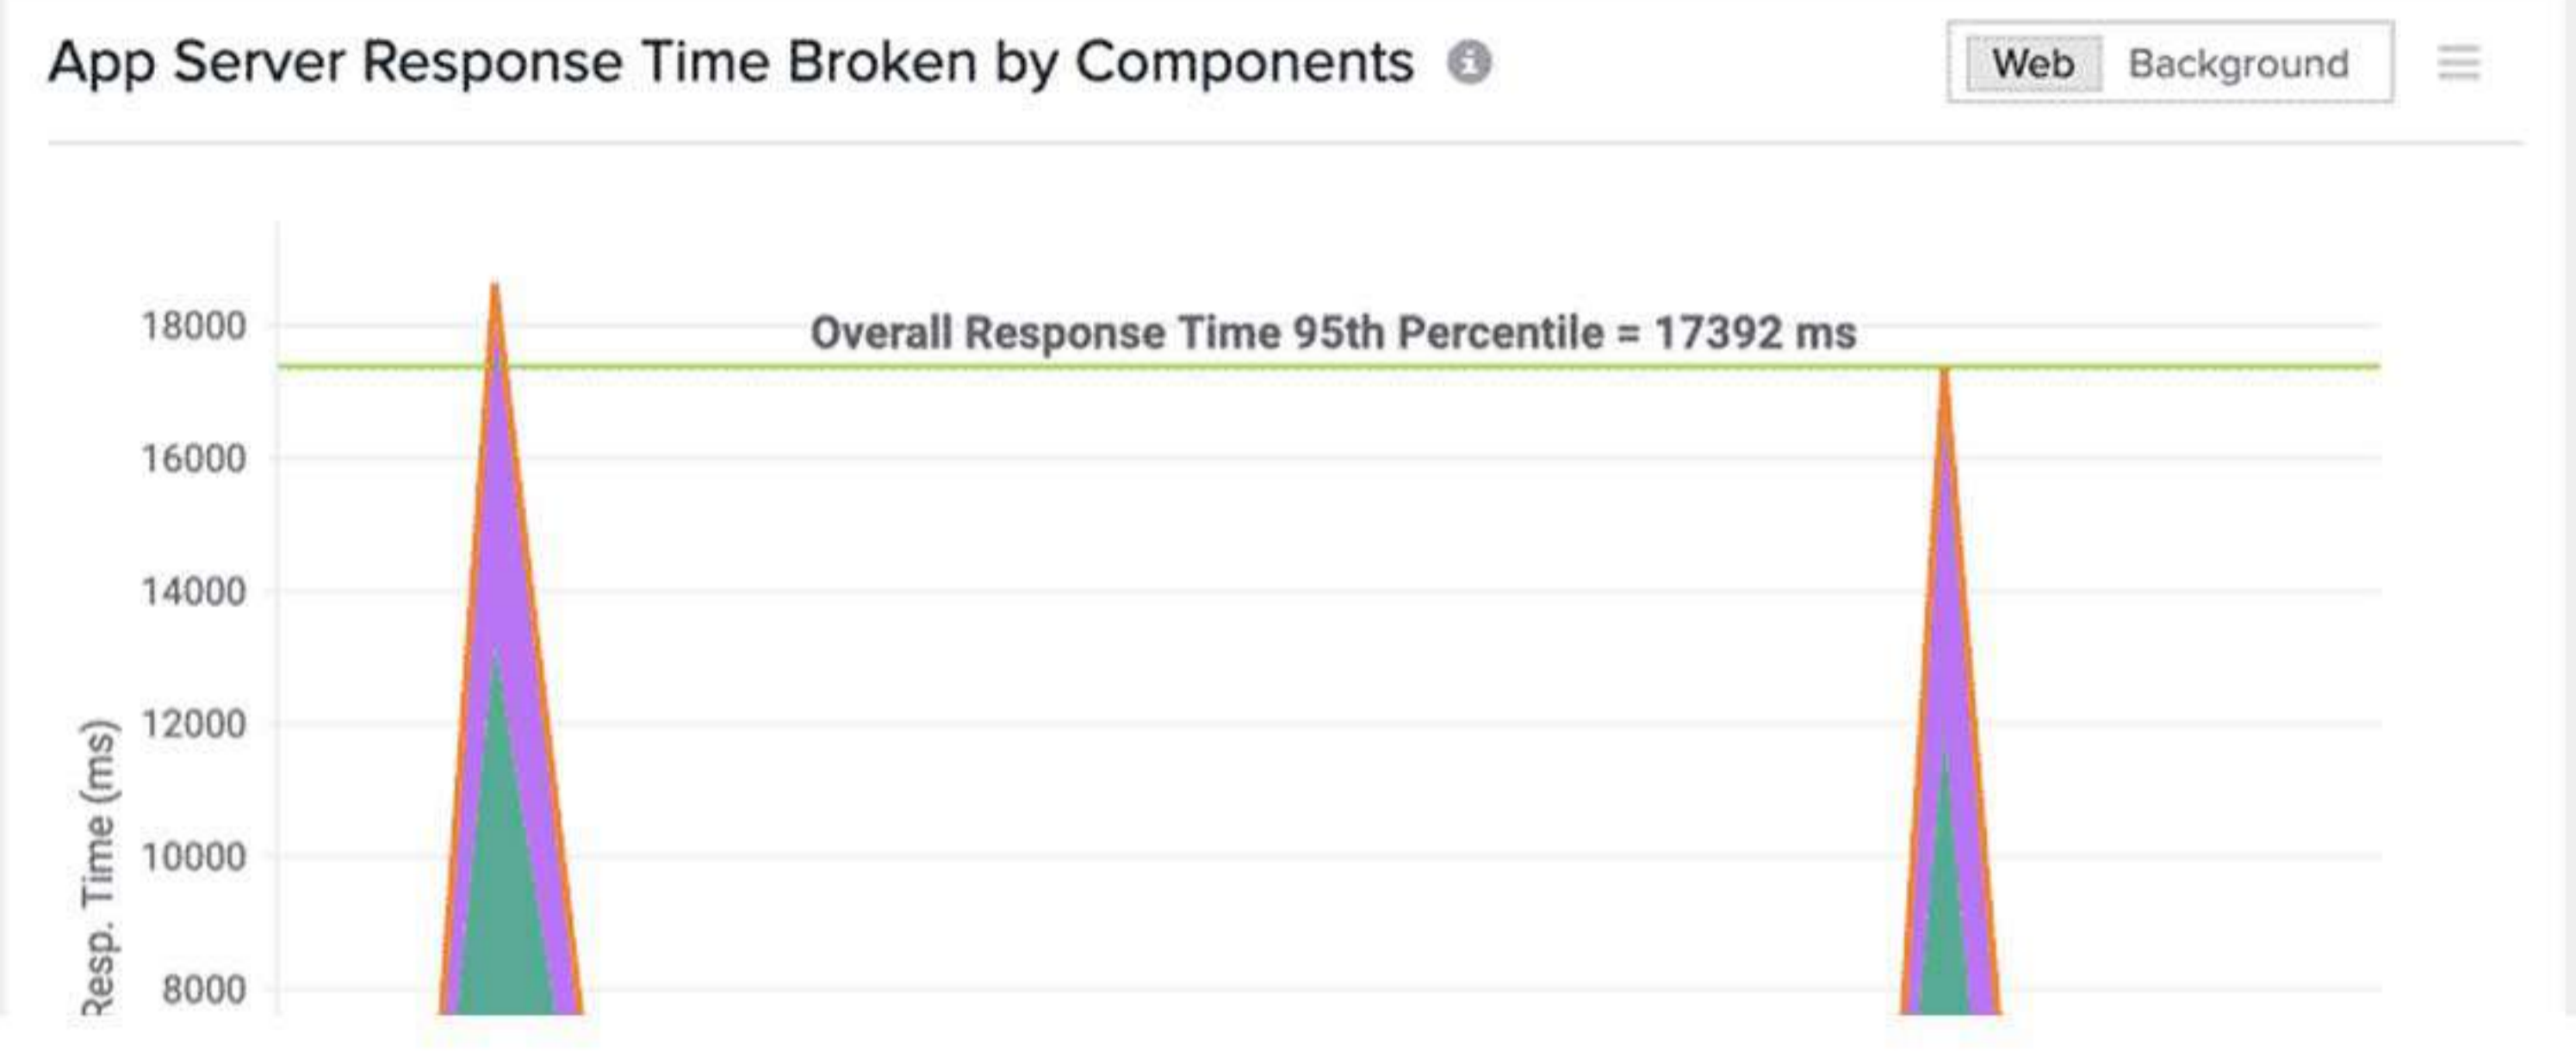 App Server Response Time Broken by Components
Web Background
Overall Response Time 95th Percentile = 17392 ms
18000
16000
14000
12000
10000
8000
Resp. Time (ms)